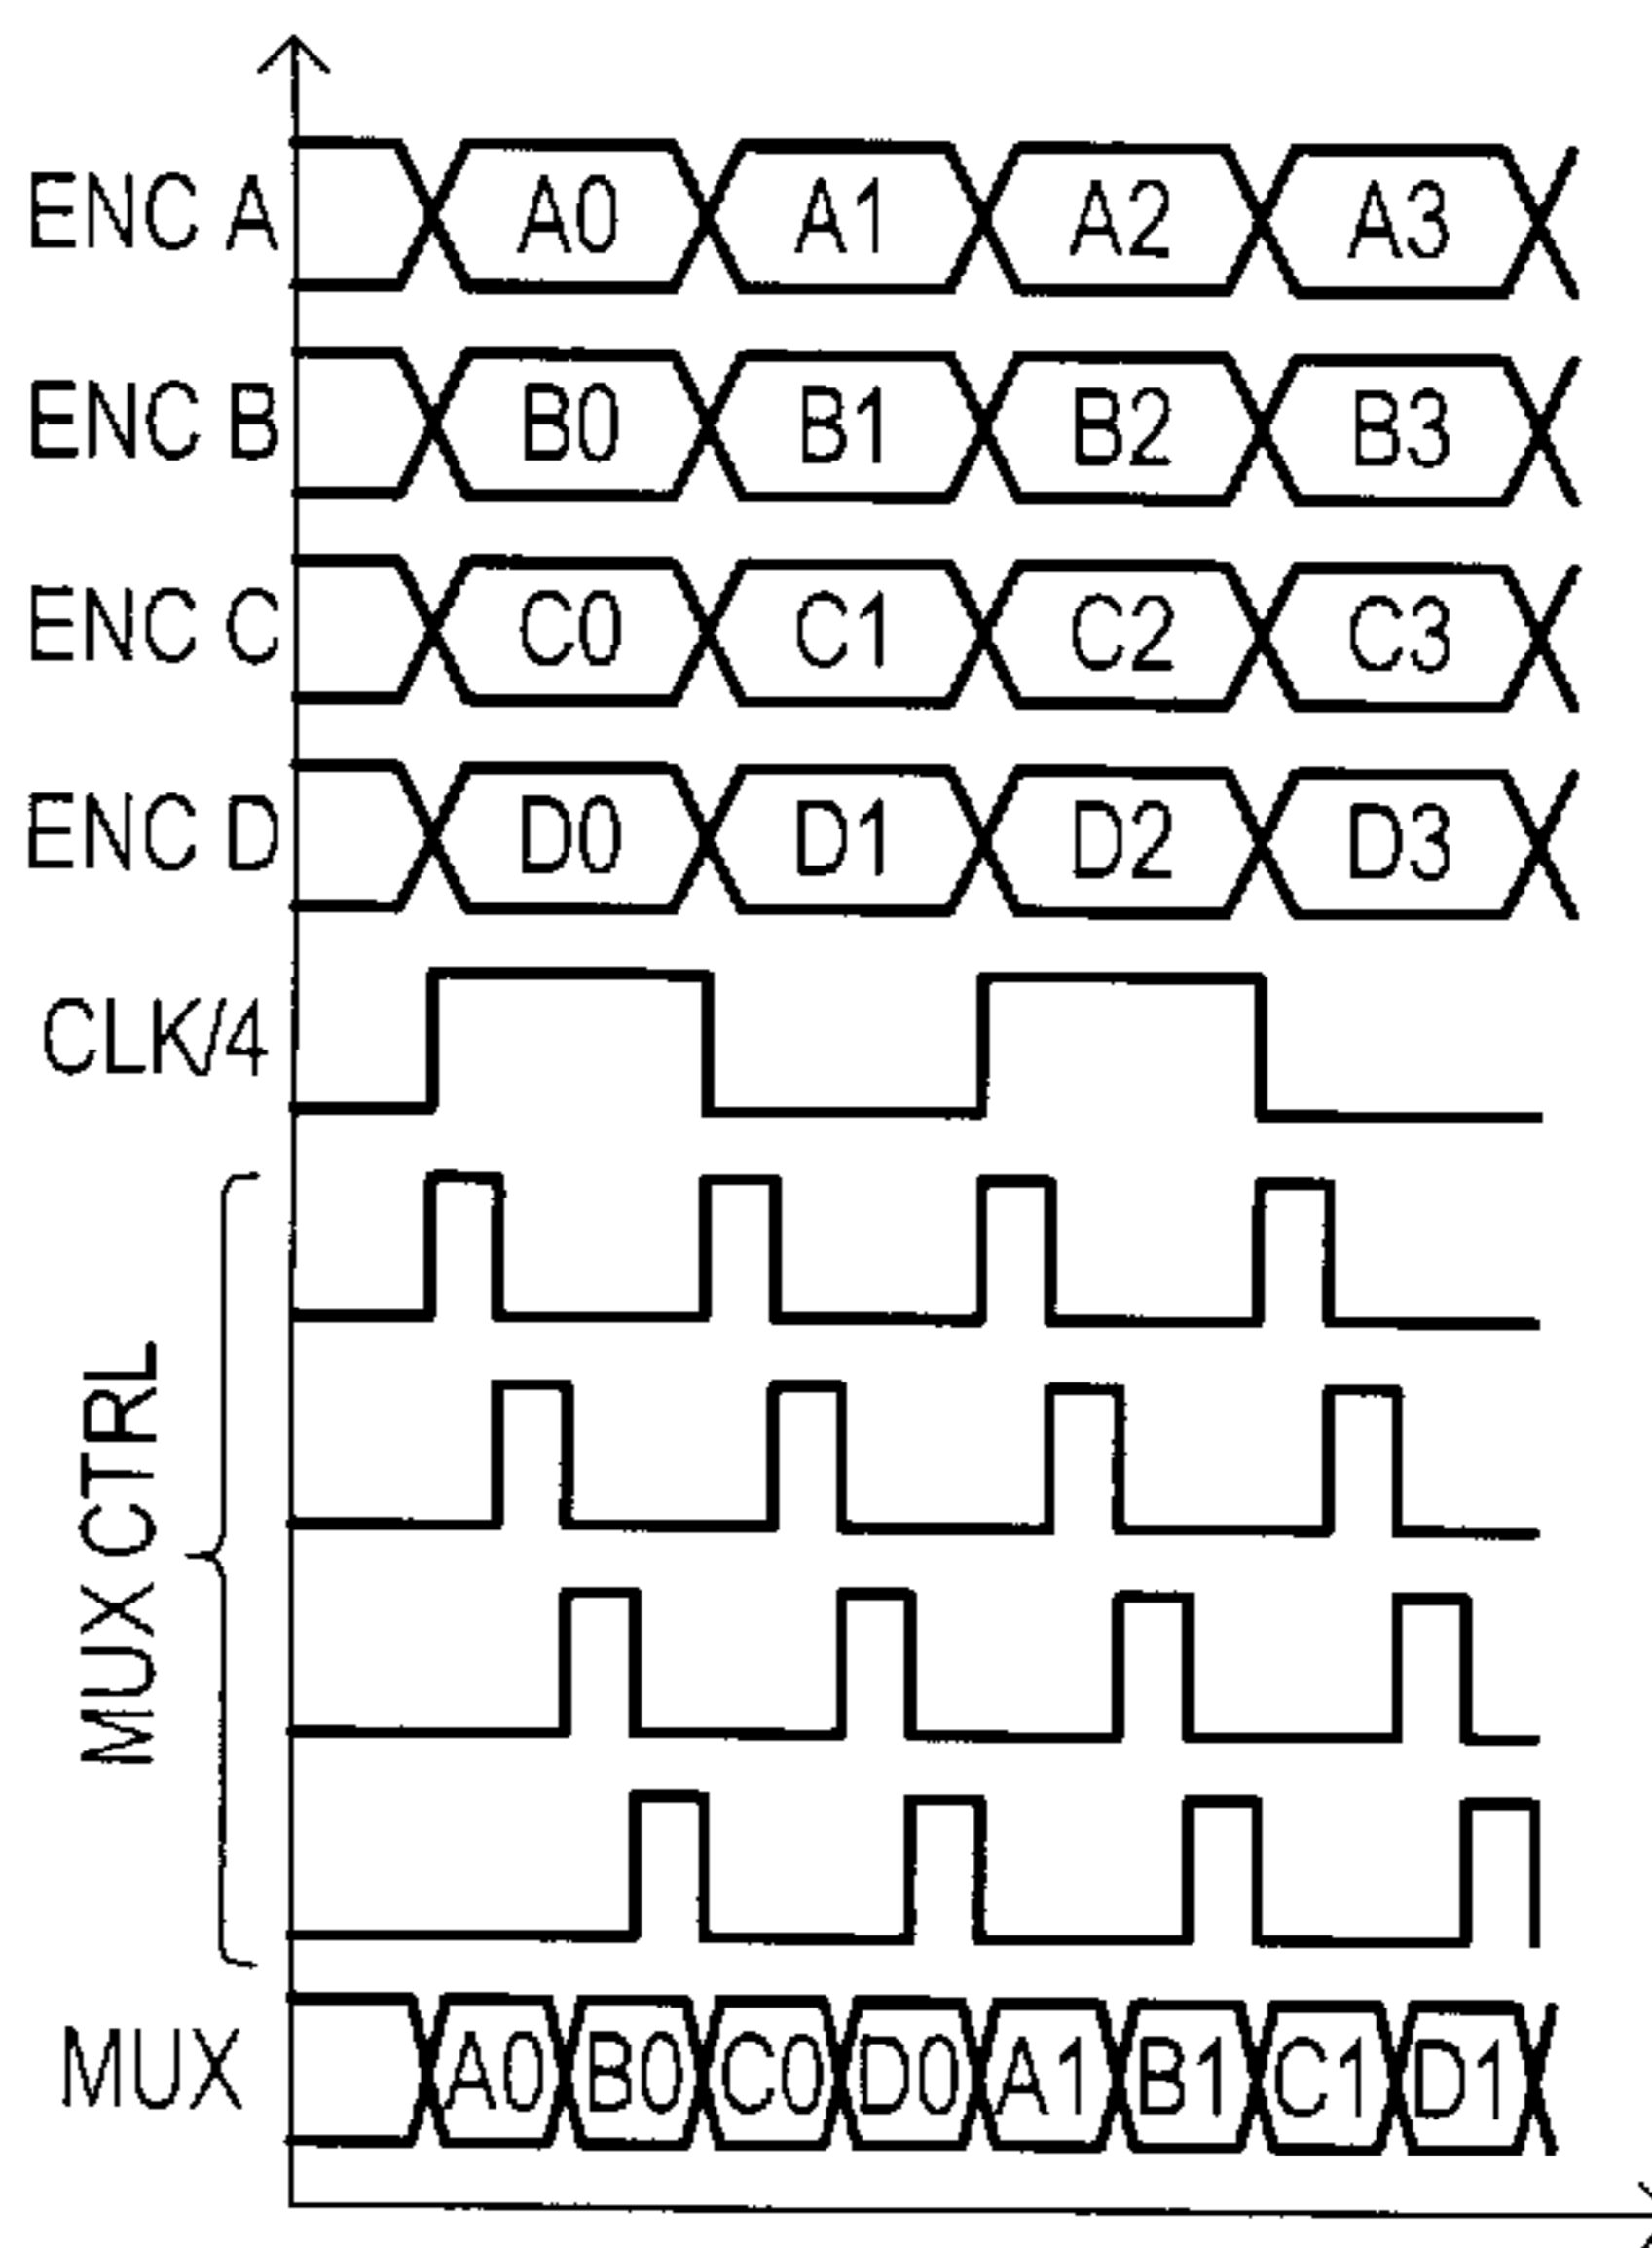 ENC A A0 A1 A2 A3
ENC B B0 B1 B2 B3
ENC C C0 C1 C2 C3
ENC D D0 D1 D2 D3
CLK/4
MUX CTRL
MUX A0 B0 C0 D0 A1 B1 C1 D1